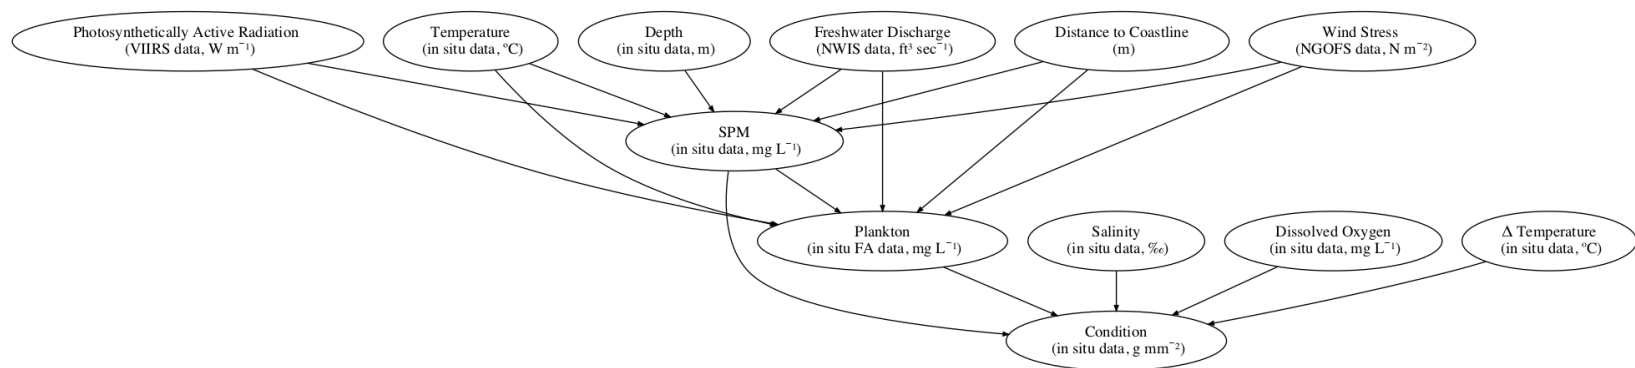 Photosynthetically Active Radiation
(VIIRS data, W m⁻¹)
Temperature
(in situ data, ºC)
Depth
(in situ data, m)
Freshwater Discharge
(NWIS data, ft³ sec⁻¹)
Distance to Coastline
(m)
Wind Stress
(NGOFS data, N m⁻²)
SPM
(in situ data, mg L⁻¹)
Plankton
(in situ FA data, mg L⁻¹)
Salinity
(in situ data, ‰)
Dissolved Oxygen
(in situ data, mg L⁻¹)
Δ Temperature
(in situ data, ºC)
Condition
(in situ data, g mm⁻²)